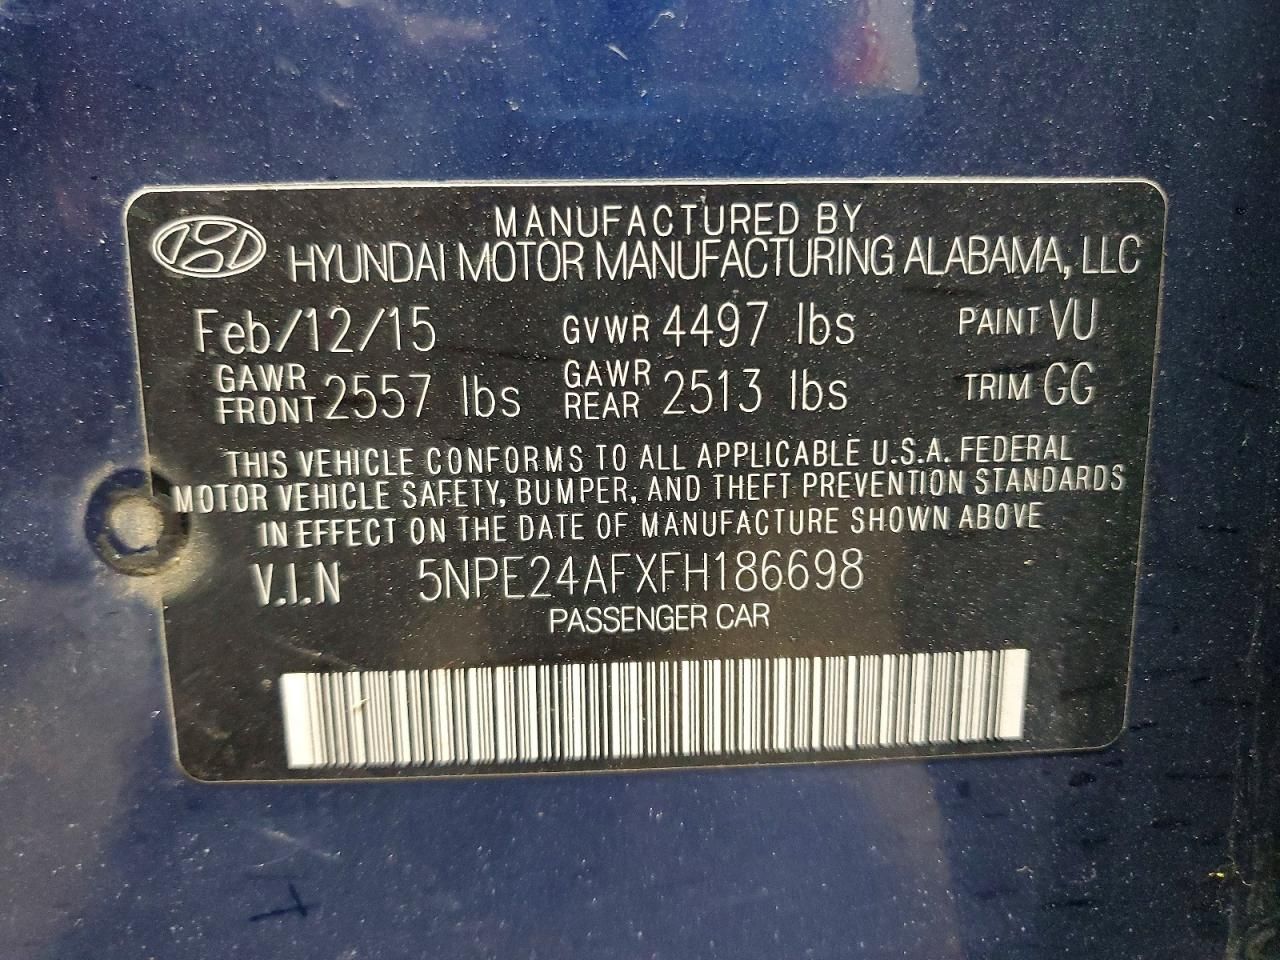 MANUFACTURED BY
HYUNDAI MOTOR MANUFACTURING ALABAMA, LLC
Feb/12/15 GVWR 4497 lbs PAINT VU
GAWR FRONT 2557 lbs GAWR REAR 2513 lbs TRIM GG
THIS VEHICLE CONFORMS TO ALL APPLICABLE U.S.A. FEDERAL
MOTOR VEHICLE SAFETY, BUMPER, AND THEFT PREVENTION STANDARDS
IN EFFECT ON THE DATE OF MANUFACTURE SHOWN ABOVE
V.I.N 5NPE24AFXFH186698
PASSENGER CAR